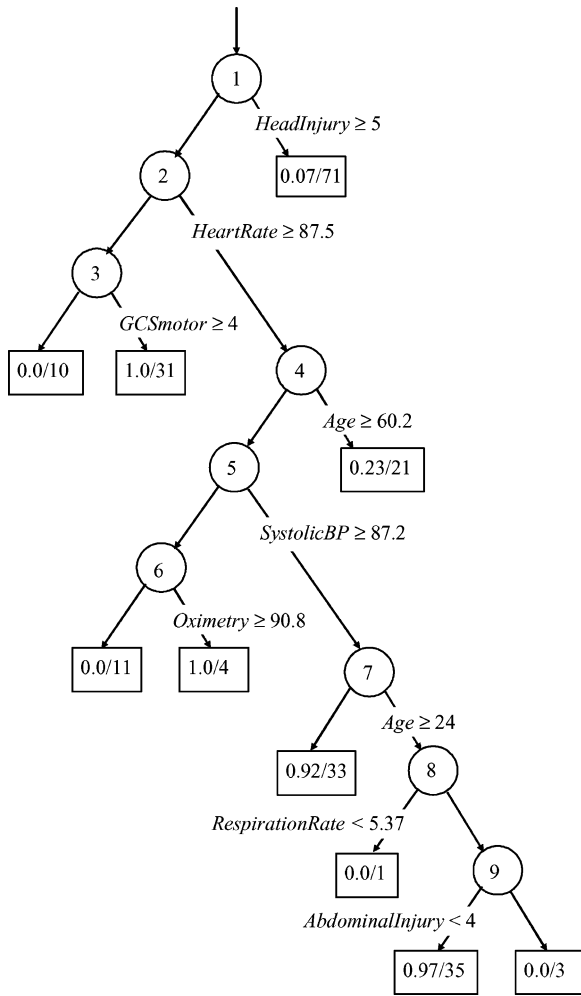 1
HeadInjury ≥ 5
2
0.07/71
HeartRate ≥ 87.5
3
GCSmotor ≥ 4
0.0/10
1.0/31
4
Age ≥ 60.2
5
0.23/21
SystolicBP ≥ 87.2
6
Oximetry ≥ 90.8
0.0/11
1.0/4
7
Age ≥ 24
0.92/33
8
RespirationRate < 5.37
0.0/1
9
AbdominalInjury < 4
0.97/35
0.0/3